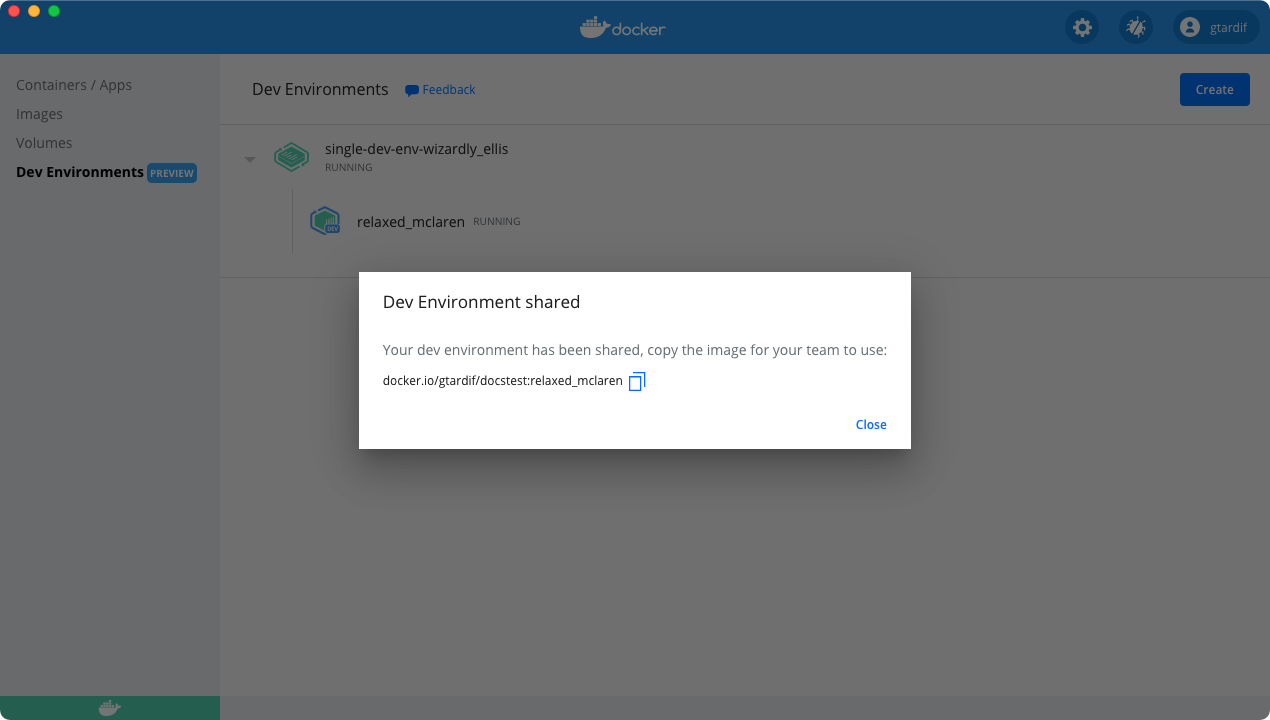 docker
gtardif
Containers / Apps
Images
Volumes
Dev Environments PREVIEW
Dev Environments Feedback
Create
single-dev-env-wizardly_ellis
RUNNING
DEV
relaxed_mclaren RUNNING
Dev Environment shared
Your dev environment has been shared, copy the image for your team to use:
docker.io/gtardif/docstest:relaxed_mclaren
Close